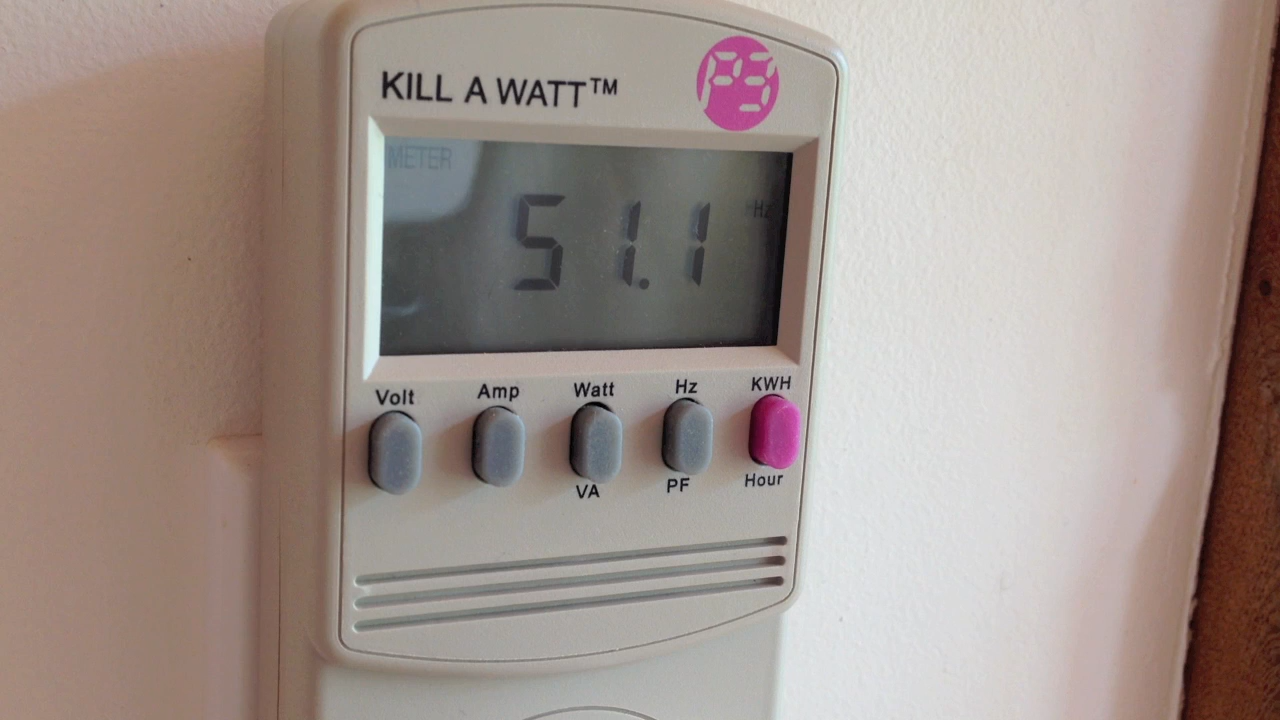 KILL A WATT™
P3
METER
51.1 Hz
Volt Amp Watt Hz KWH
VA PF Hour